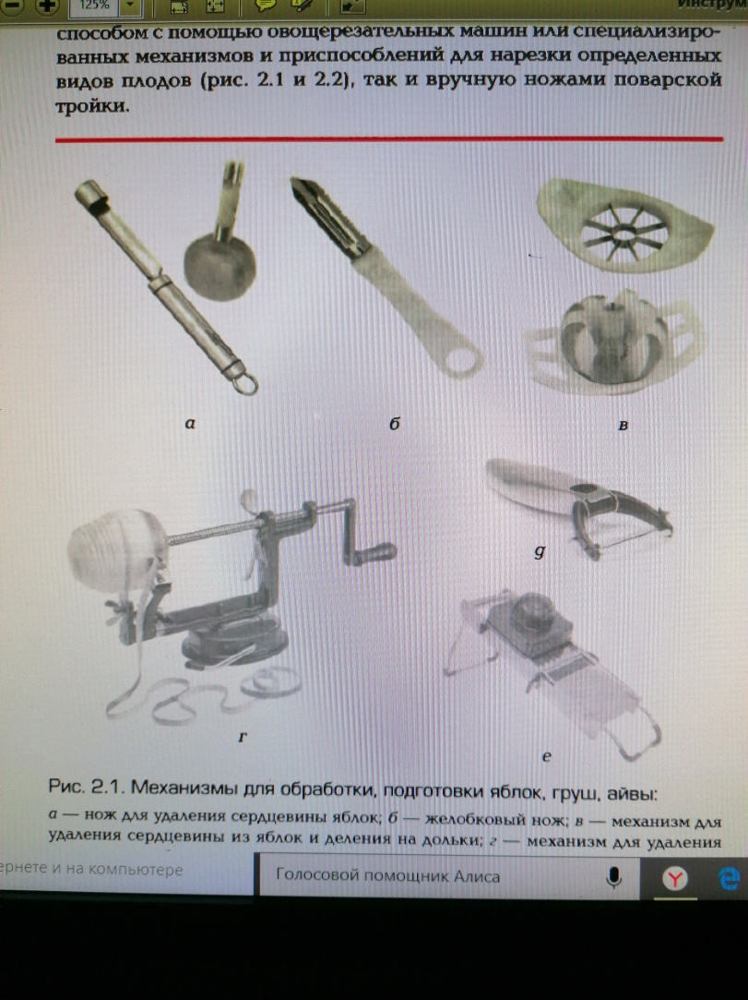 125%
Инструм
способом с помощью овощерезательных машин или специализиро-
ванных механизмов и приспособлений для нарезки определенных
видов плодов (рис. 2.1 и 2.2), так и вручную ножами поварской
тройки.
а
б
в
д
г
е
Рис. 2.1. Механизмы для обработки, подготовки яблок, груш, айвы:
а — нож для удаления сердцевины яблок; б — желобковый нож; в — механизм для
удаления сердцевины из яблок и деления на дольки; г — механизм для удаления
ернете и на компьютере
Голосовой помощник Алиса